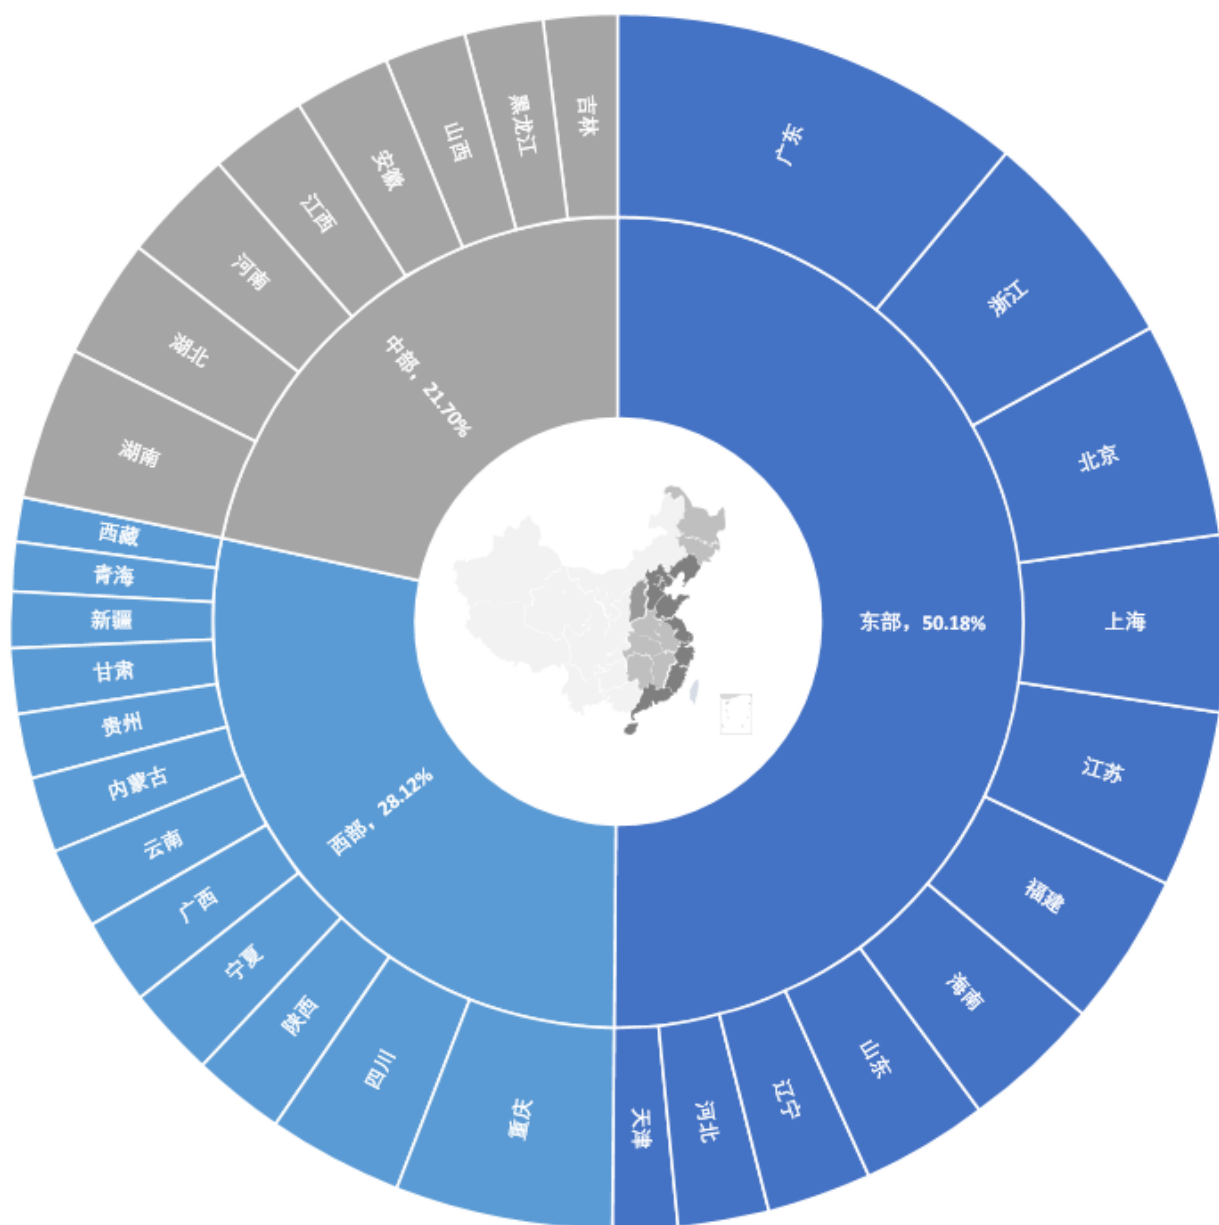 广东
浙江
北京
上海
江苏
福建
海南
山东
辽宁
河北
天津
重庆
四川
陕西
宁夏
广西
云南
内蒙古
贵州
甘肃
新疆
青海
西藏
湖南
湖北
河南
江西
安徽
山西
黑龙江
吉林
东部，50.18%
西部，28.12%
中部，21.70%